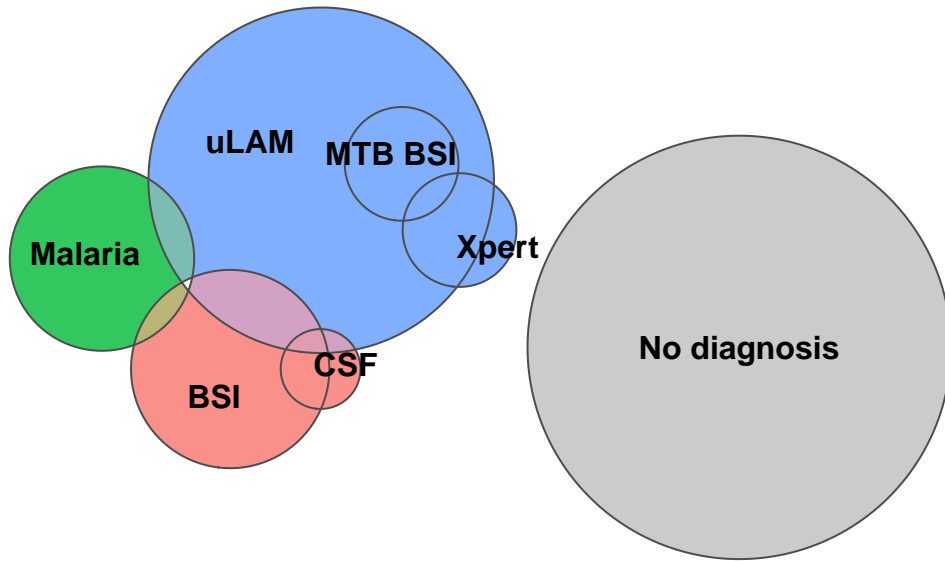 uLAM
MTB BSI
Malaria
Xpert
No diagnosis
CSF
BSI